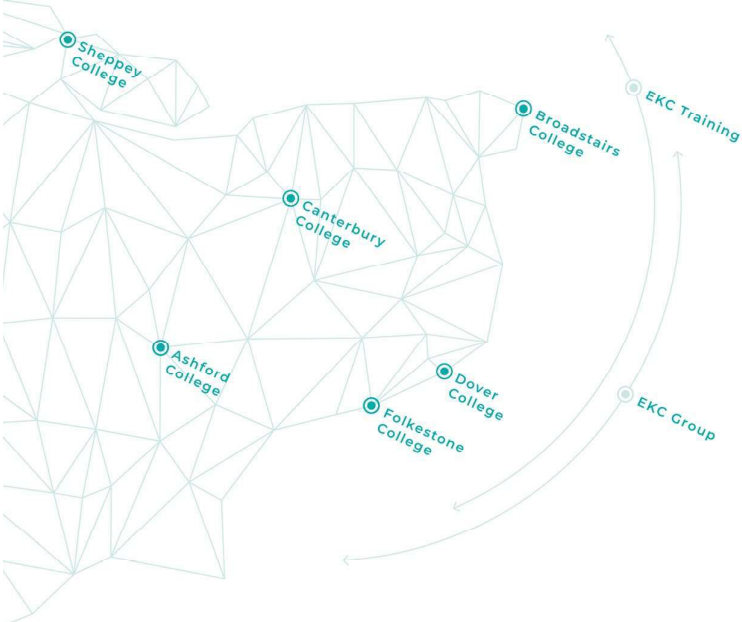 Sheppey
College
EKC Training
Broadstairs
College
Canterbury
College
Ashford
College
Dover
College
EKC Group
Folkestone
College